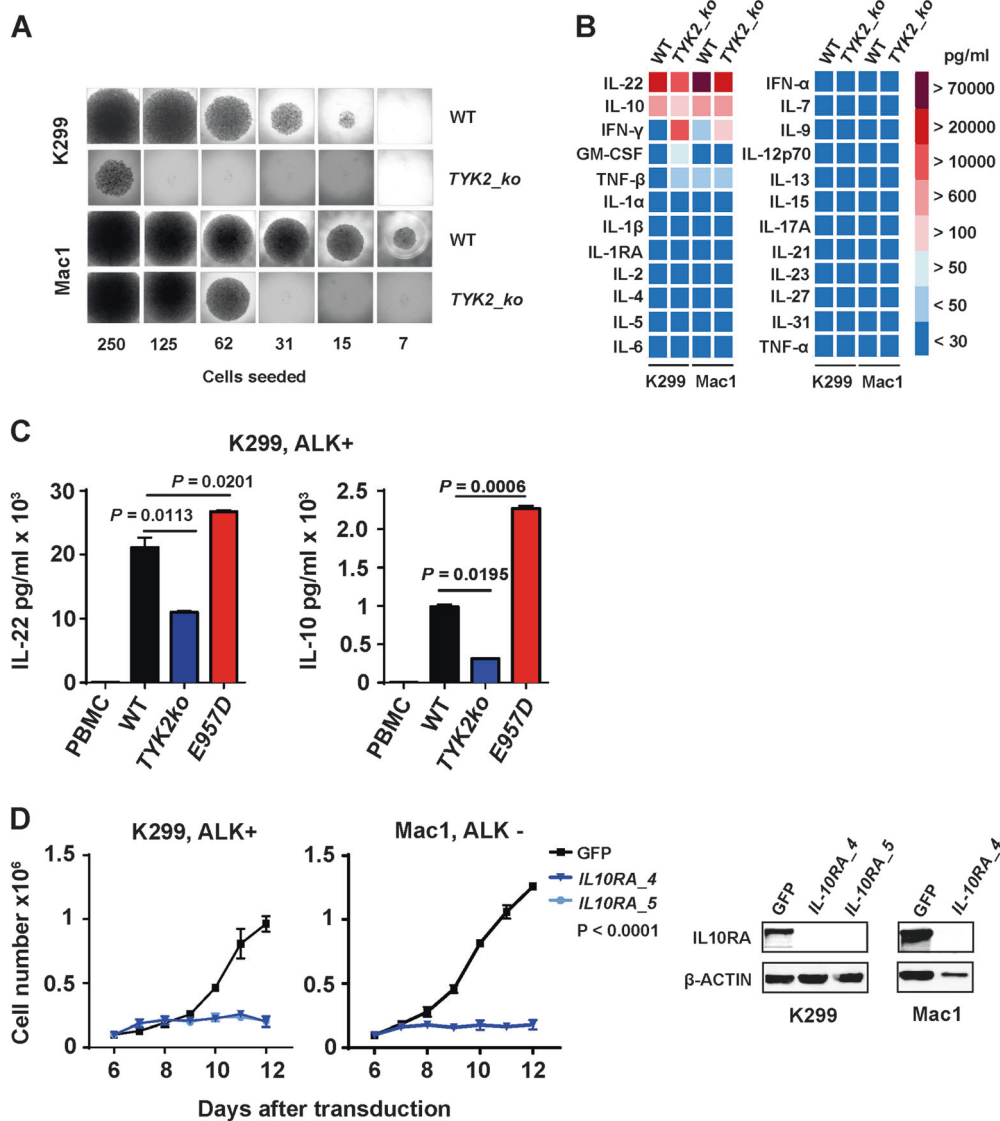 A
K299
Mac1
WT
TYK2_ko
WT
TYK2_ko
250 125 62 31 15 7
Cells seeded
B
WT TYK2_ko WT TYK2_ko
WT TYK2_ko WT TYK2_ko
pg/ml
IL-22
IL-10
IFN-γ
GM-CSF
TNF-β
IL-1α
IL-1β
IL-1RA
IL-2
IL-4
IL-5
IL-6
K299 Mac1
IFN-α
IL-7
IL-9
IL-12p70
IL-13
IL-15
IL-17A
IL-21
IL-23
IL-27
IL-31
TNF-α
K299 Mac1
> 70000
> 20000
> 10000
> 600
> 100
> 50
< 50
< 30
C
K299, ALK+
IL-22 pg/ml x 10³
30
20
10
0
P = 0.0201
P = 0.0113
PBMC WT TYK2ko E957D
IL-10 pg/ml x 10³
2.5
2.0
1.5
1
0.5
0
P = 0.0006
P = 0.0195
PBMC WT TYK2ko E957D
D
K299, ALK+
Cell number x10⁶
1.5
1
0.5
0
6 8 10 12
Mac1, ALK -
1.5
1
0.5
0
6 8 10 12
Days after transduction
GFP
IL10RA_4
IL10RA_5
P < 0.0001
GFP IL-10RA_4 IL-10RA_5
GFP IL-10RA_4
IL10RA
β-ACTIN
K299 Mac1